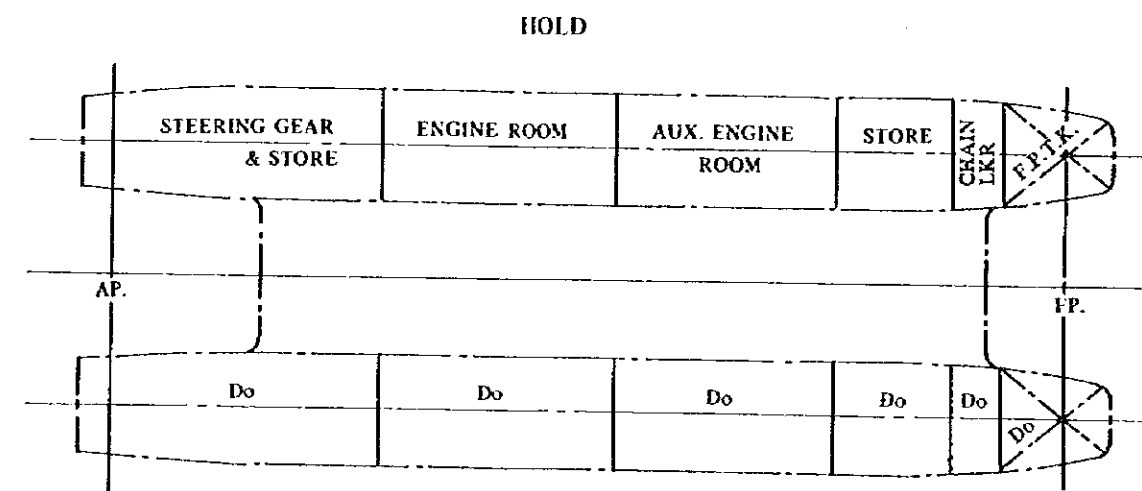 HOLD
STEERING GEAR
& STORE
ENGINE ROOM
AUX. ENGINE
ROOM
STORE
CHAIN
LKR
F.P.T.K.
AP.
FP.
Do
Do
Do
Do
Do
Do